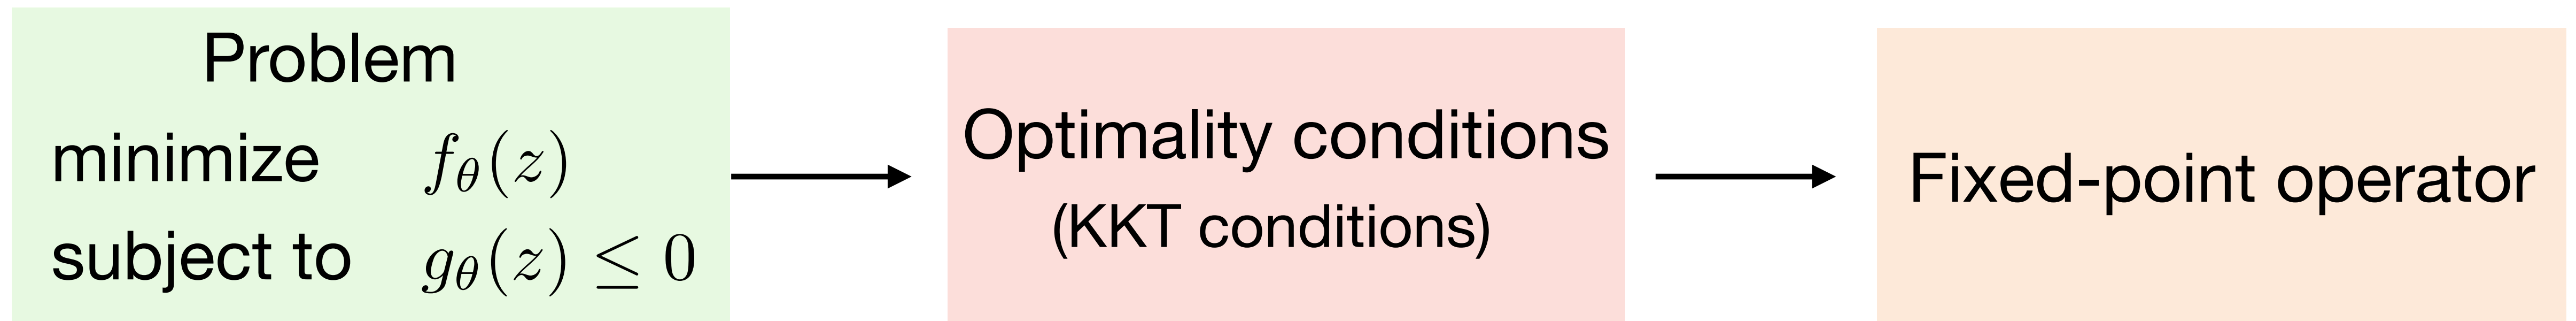 Problem
minimize f_θ(z)
subject to g_θ(z) ≤ 0
Optimality conditions
(KKT conditions)
Fixed-point operator